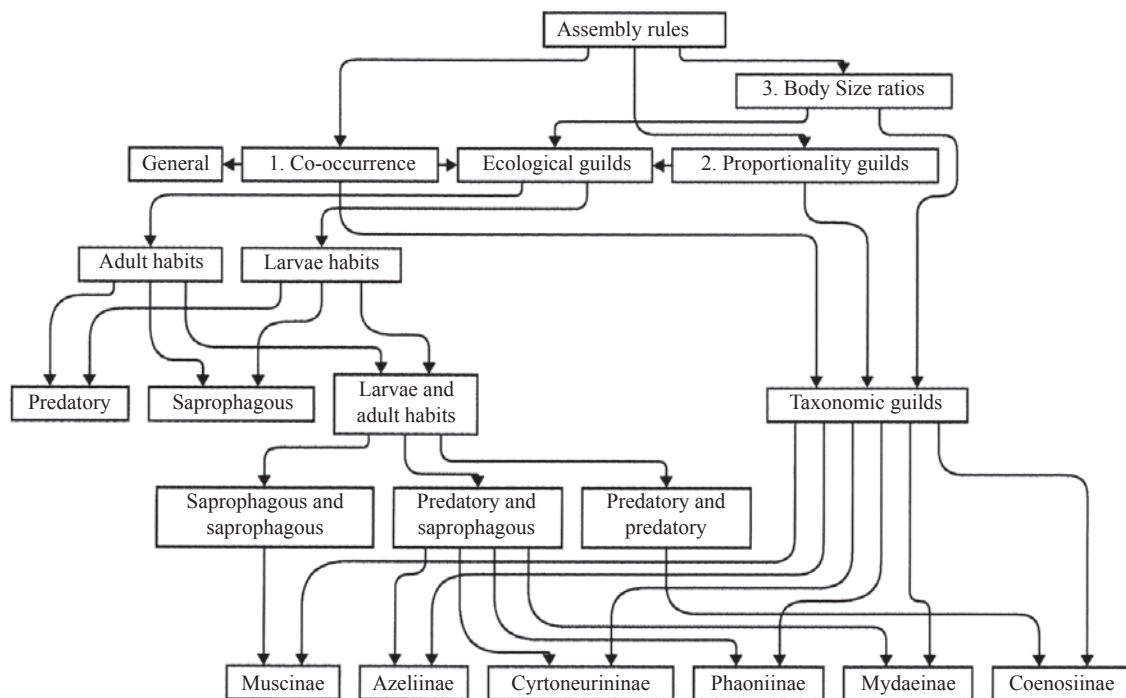 Assembly rules
3. Body Size ratios
General
1. Co-occurrence
Ecological guilds
2. Proportionality guilds
Adult habits
Larvae habits
Predatory
Saprophagous
Larvae and
adult habits
Taxonomic guilds
Saprophagous and
saprophagous
Predatory and
saprophagous
Predatory and
predatory
Muscinae
Azeliinae
Cyrtoneurininae
Phaoniinae
Mydaeinae
Coenosiinae